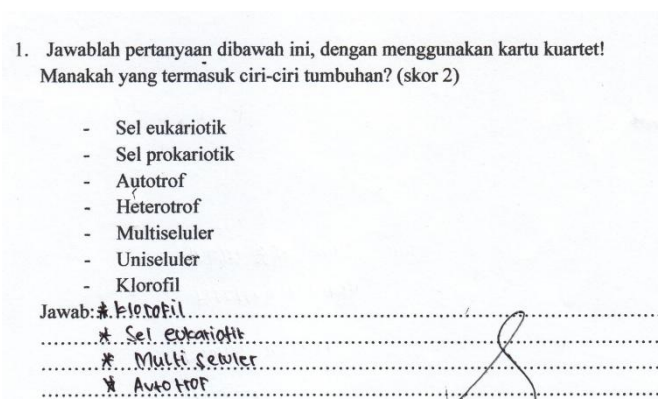 1. Jawablah pertanyaan dibawah ini, dengan menggunakan kartu kuartet!
Manakah yang termasuk ciri-ciri tumbuhan? (skor 2)
- Sel eukariotik
- Sel prokariotik
- Autotrof
- Heterotrof
- Multiseluler
- Uniseluler
- Klorofil
Jawab: * klorofil
* Sel eukariotik
* Multi seluler
* Autotrof